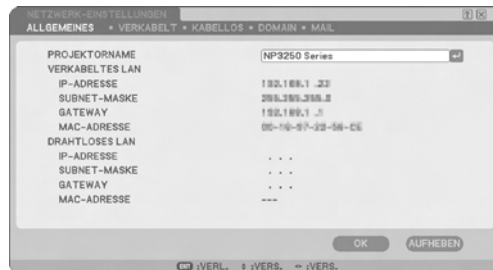 NETZWERK-EINSTELLUNGEN
ALLGEMEINES • VERKABELT • KABELLOS • DOMAIN • MAIL
PROJEKTORNAME NP3250 Series
VERKABELTES LAN
IP-ADRESSE
SUBNET-MASKE
GATEWAY
MAC-ADRESSE
DRAHTLOSES LAN
IP-ADRESSE . . .
SUBNET-MASKE . . .
GATEWAY . . .
MAC-ADRESSE ---
OK AUFHEBEN
:VERL. :VERS. :VERS.